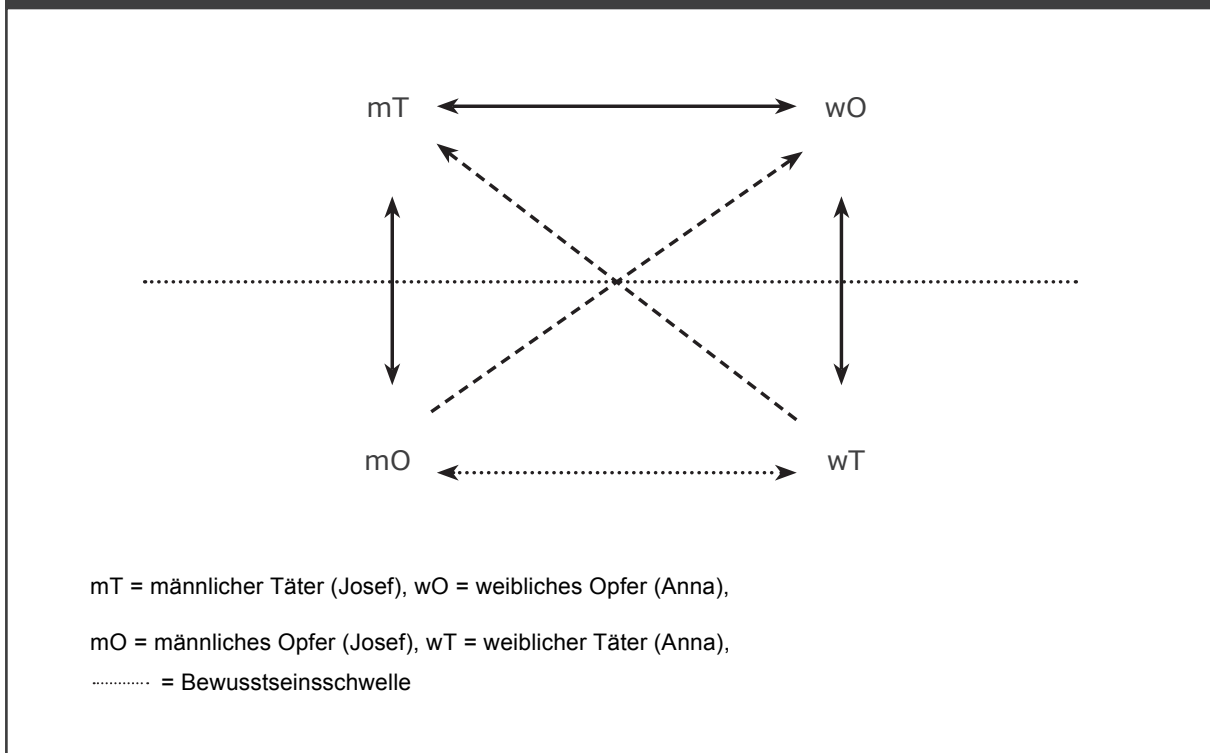 mT
wO
mO
wT
mT = männlicher Täter (Josef), wO = weibliches Opfer (Anna),
mO = männliches Opfer (Josef), wT = weiblicher Täter (Anna),
= Bewusstseinsschwelle